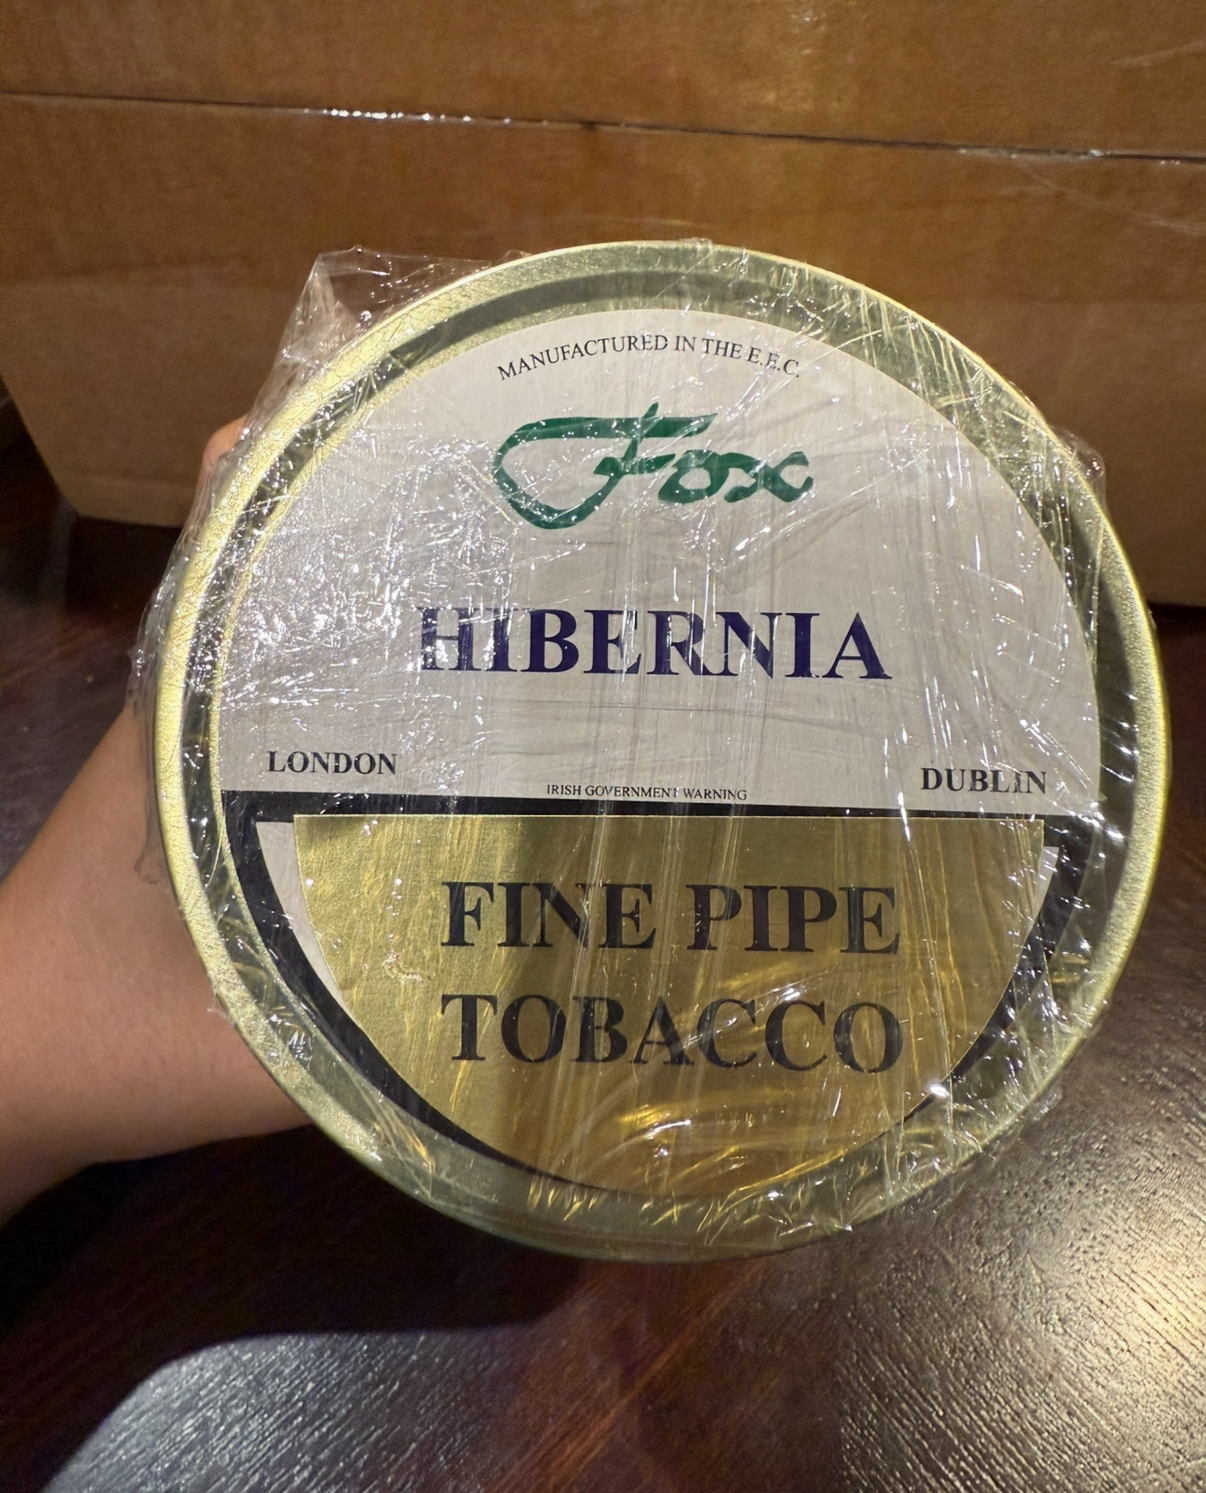 MANUFACTURED IN THE E.E.C.
Fox
HIBERNIA
LONDON
DUBLIN
IRISH GOVERNMENT WARNING
FINE PIPE
TOBACCO